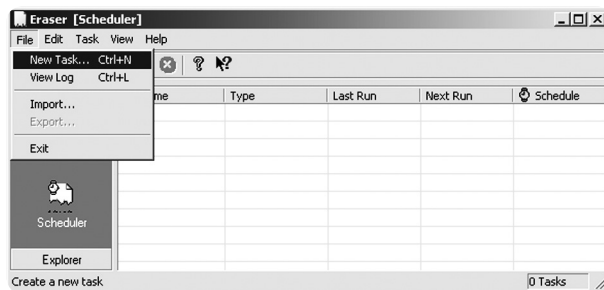 Eraser [Scheduler]
File Edit Task View Help
New Task... Ctrl+N
View Log Ctrl+L
Import...
Export...
Exit
me Type Last Run Next Run Schedule
Scheduler
Explorer
Create a new task 0 Tasks